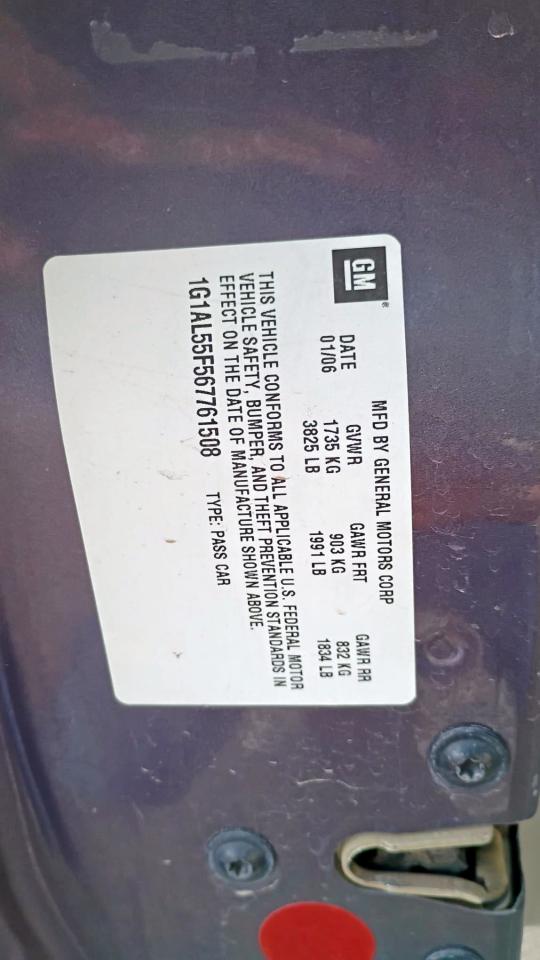 GM®
MFD BY GENERAL MOTORS CORP
DATE GVWR GAWR FRT GAWR RR
01/06 1735 KG 903 KG 832 KG
3825 LB 1991 LB 1834 LB
THIS VEHICLE CONFORMS TO ALL APPLICABLE U.S. FEDERAL MOTOR
VEHICLE SAFETY, BUMPER, AND THEFT PREVENTION STANDARDS IN
EFFECT ON THE DATE OF MANUFACTURE SHOWN ABOVE.
1G1AL55F567761508 TYPE: PASS CAR